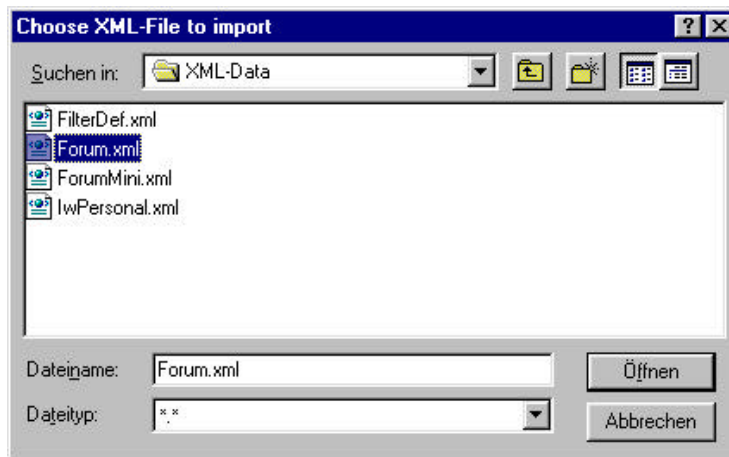 Choose XML-File to import
Suchen in: XML-Data
FilterDef.xml
Forum.xml
ForumMini.xml
IwPersonal.xml
Dateiname: Forum.xml Öffnen
Dateityp: *.* Abbrechen